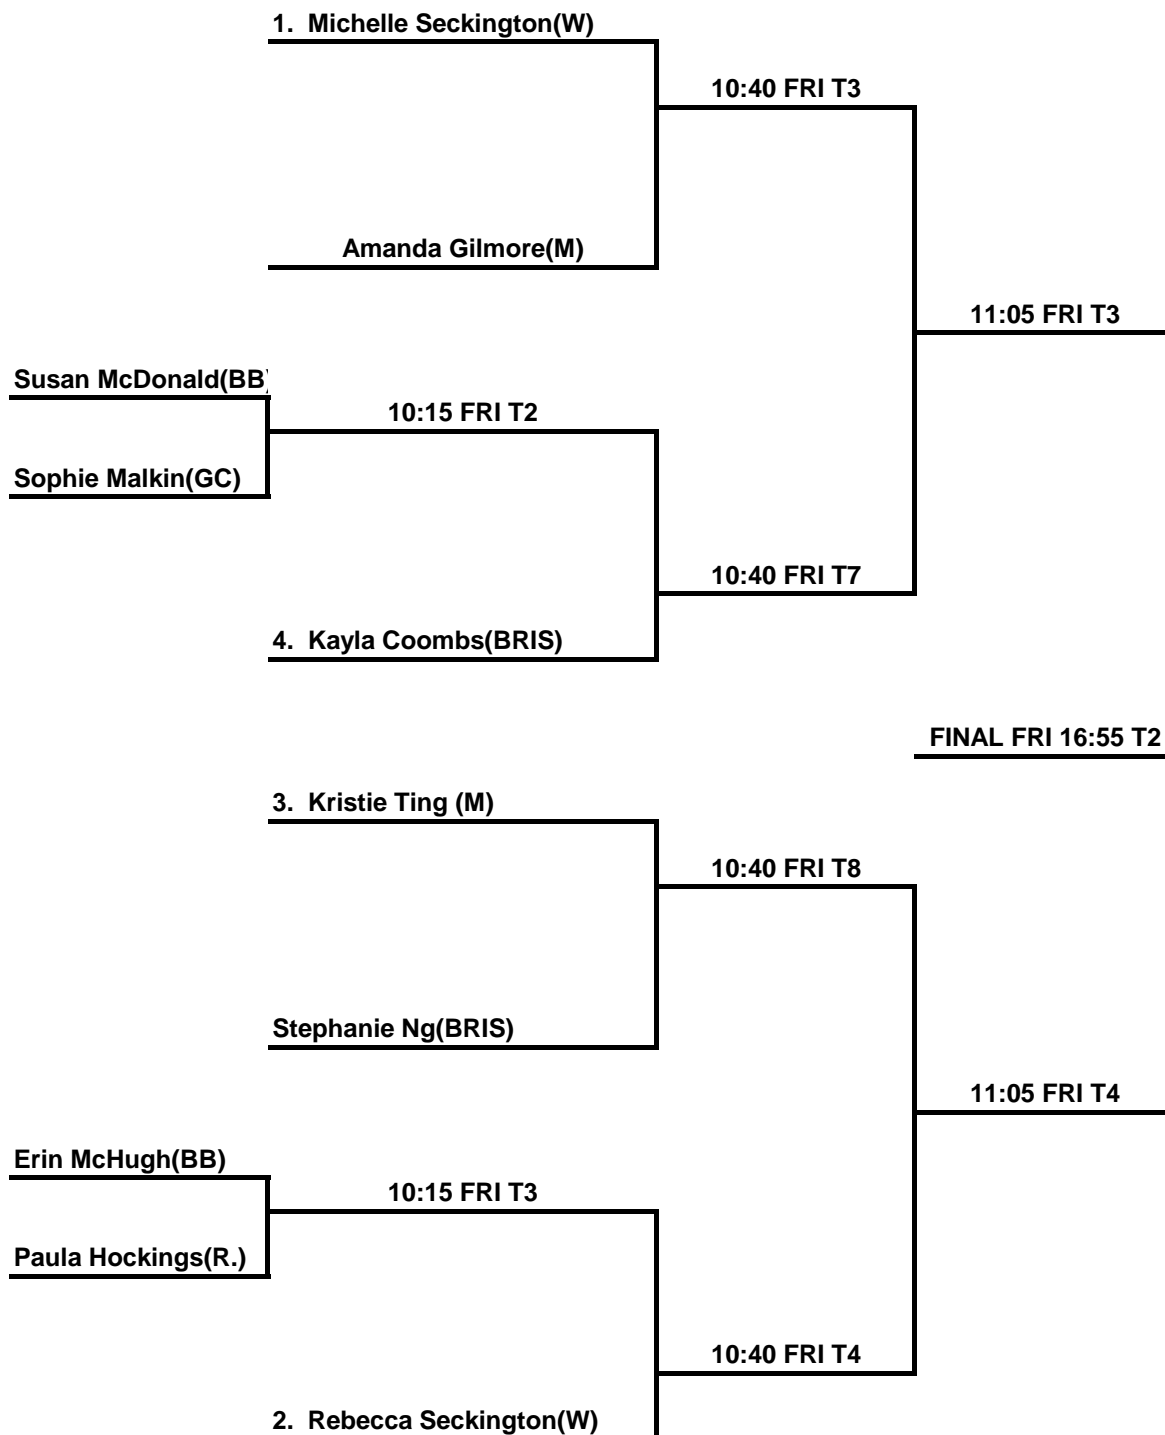 1. Michelle Seckington(W)
10:40 FRI T3
Amanda Gilmore(M)
11:05 FRI T3
Susan McDonald(BB)
10:15 FRI T2
Sophie Malkin(GC)
10:40 FRI T7
4. Kayla Coombs(BRIS)
FINAL FRI 16:55 T2
3. Kristie Ting (M)
10:40 FRI T8
Stephanie Ng(BRIS)
11:05 FRI T4
Erin McHugh(BB)
10:15 FRI T3
Paula Hockings(R.)
10:40 FRI T4
2. Rebecca Seckington(W)